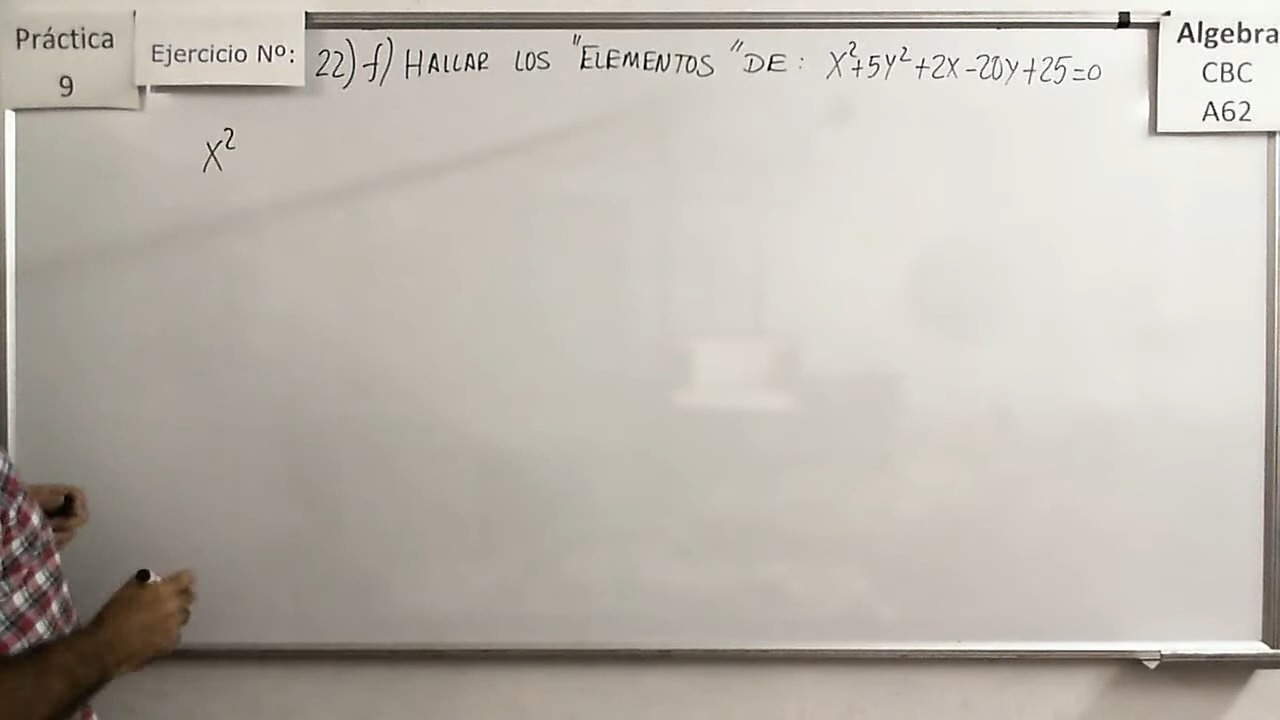 Práctica
9
Ejercicio Nº:
22) f) HALLAR LOS "ELEMENTOS" DE: X²+5Y²+2X-20Y+25=0
Algebra
CBC
A62
X²